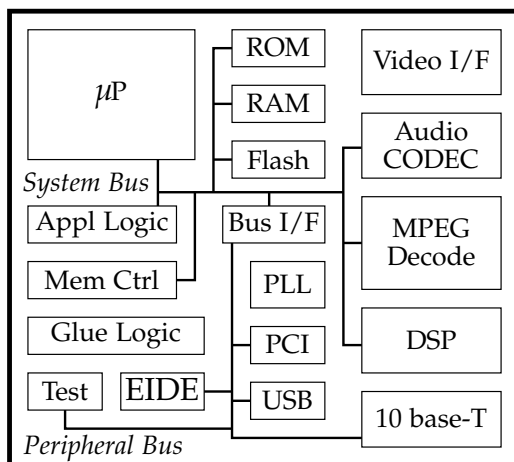 µP
ROM
Video I/F
RAM
Audio
CODEC
Flash
System Bus
Appl Logic
Bus I/F
MPEG
Decode
Mem Ctrl
PLL
Glue Logic
PCI
DSP
Test
EIDE
USB
10 base-T
Peripheral Bus